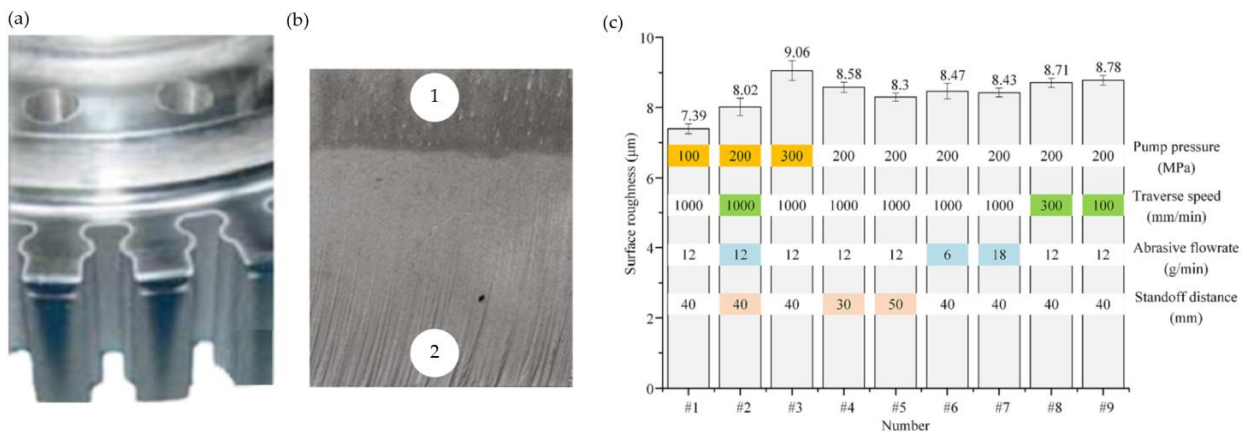 (a)
(b)
(c)
1
2
Surface roughness (μm)
10
8
6
4
2
0
7.39
8.02
9.06
8.58
8.3
8.47
8.43
8.71
8.78
100 200 300 200 200 200 200 200 200
Pump pressure
(MPa)
1000 1000 1000 1000 1000 1000 1000 300 100
Traverse speed
(mm/min)
12 12 12 12 12 6 18 12 12
Abrasive flowrate
(g/min)
40 40 40 30 50 40 40 40 40
Standoff distance
(mm)
#1 #2 #3 #4 #5 #6 #7 #8 #9
Number